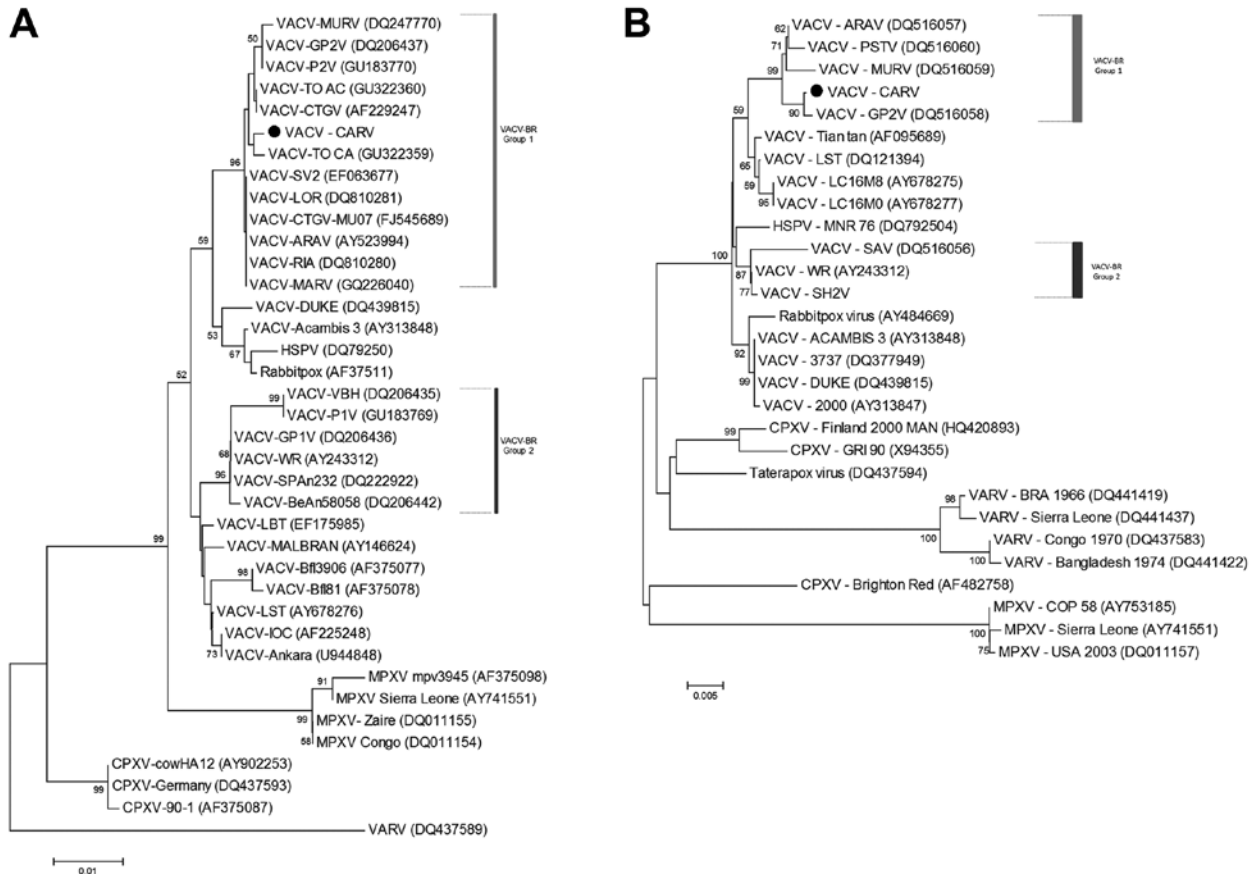 A
VACV-MURV (DQ247770)
VACV-GP2V (DQ206437)
VACV-P2V (GU183770)
VACV-TO AC (GU322360)
VACV-CTGV (AF229247)
VACV - CARV
VACV-TO CA (GU322359)
VACV-SV2 (EF063677)
VACV-LOR (DQ810281)
VACV-CTGV-MU07 (FJ545689)
VACV-ARAV (AY523994)
VACV-RIA (DQ810280)
VACV-MARV (GQ226040)
VACV-DUKE (DQ439815)
VACV-Acambis 3 (AY313848)
HSPV (DQ79250)
Rabbitpox (AF37511)
VACV-VBH (DQ206435)
VACV-P1V (GU183769)
VACV-GP1V (DQ206436)
VACV-WR (AY243312)
VACV-SPAn232 (DQ222922)
VACV-BeAn58058 (DQ206442)
VACV-LBT (EF175985)
VACV-MALBRAN (AY146624)
VACV-Bfl3906 (AF375077)
VACV-Bfl81 (AF375078)
VACV-LST (AY678276)
VACV-IOC (AF225248)
VACV-Ankara (U944848)
MPXV mpv3945 (AF375098)
MPXV Sierra Leone (AY741551)
MPXV- Zaire (DQ011155)
MPXV Congo (DQ011154)
CPXV-cowHA12 (AY902253)
CPXV-Germany (DQ437593)
CPXV-90-1 (AF375087)
VARV (DQ437589)
50
96
59
53
67
52
99
68
96
99
98
73
91
99
58
99
VACV-BR
Group 1
VACV-BR
Group 2
0.01
B
VACV - ARAV (DQ516057)
VACV - PSTV (DQ516060)
VACV - MURV (DQ516059)
VACV - CARV
VACV - GP2V (DQ516058)
VACV - Tian tan (AF095689)
VACV - LST (DQ121394)
VACV - LC16M8 (AY678275)
VACV - LC16M0 (AY678277)
HSPV - MNR 76 (DQ792504)
VACV - SAV (DQ516056)
VACV - WR (AY243312)
VACV - SH2V
Rabbitpox virus (AY484669)
VACV - ACAMBIS 3 (AY313848)
VACV - 3737 (DQ377949)
VACV - DUKE (DQ439815)
VACV - 2000 (AY313847)
CPXV - Finland 2000 MAN (HQ420893)
CPXV - GRI 90 (X94355)
Taterapox virus (DQ437594)
VARV - BRA 1966 (DQ441419)
VARV - Sierra Leone (DQ441437)
VARV - Congo 1970 (DQ437583)
VARV - Bangladesh 1974 (DQ441422)
CPXV - Brighton Red (AF482758)
MPXV - COP 58 (AY753185)
MPXV - Sierra Leone (AY741551)
MPXV - USA 2003 (DQ011157)
62
71
99
90
59
65
59
95
100
87
77
92
99
99
98
100
100
100
75
VACV-BR
Group 1
VACV-BR
Group 2
0.005